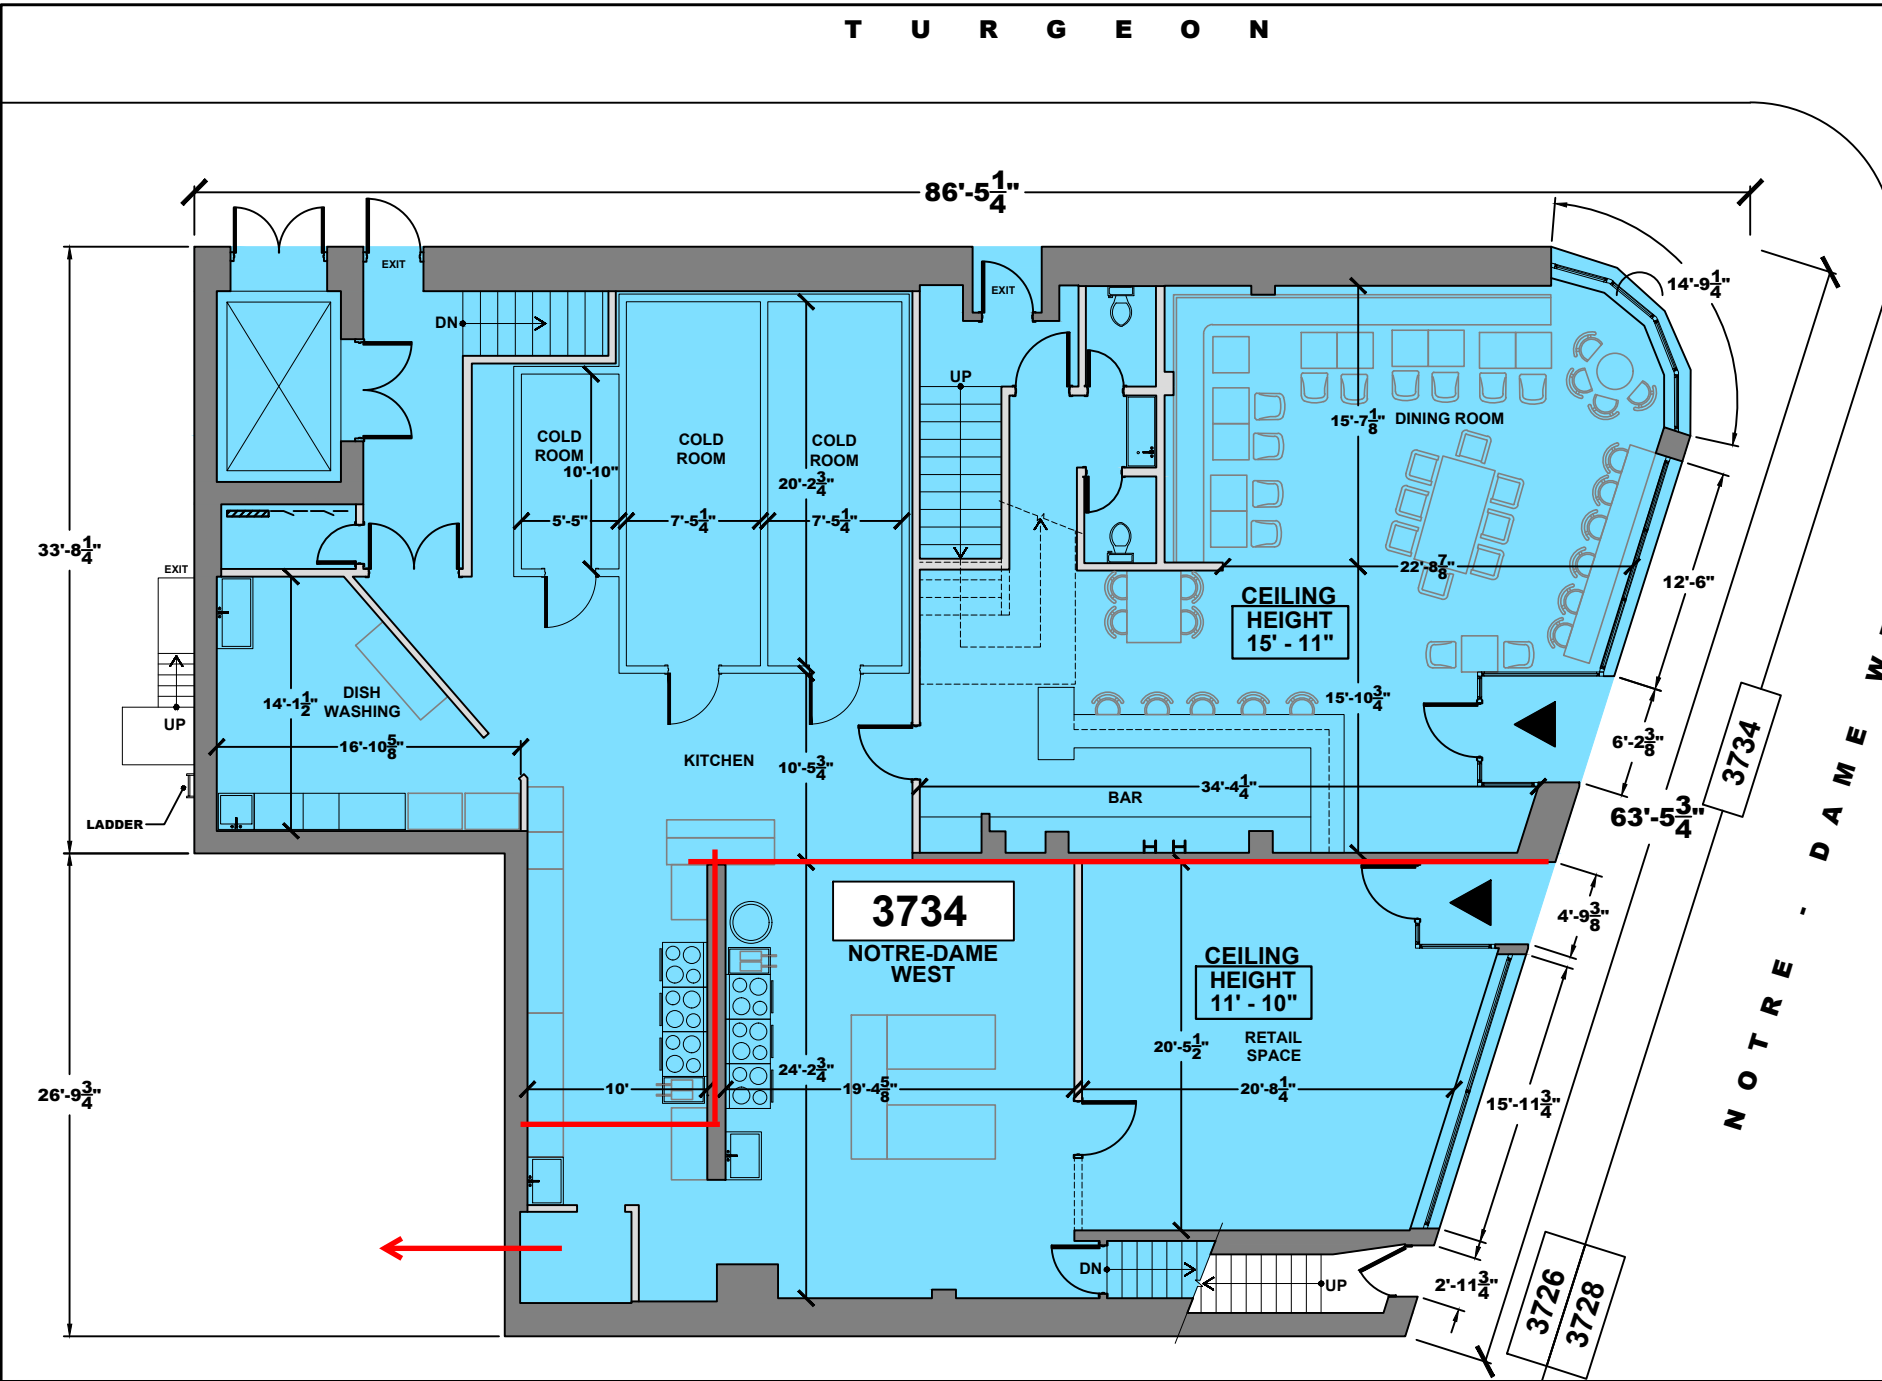 TURGEON
86'-5 1/4"
14'-9 1/4"
EXIT
EXIT
DN
UP
COLD
ROOM
10'-10"
COLD
ROOM
COLD
ROOM
20'-2 3/4"
15'-7 1/8"
DINING ROOM
5'-5"
7'-5 1/4"
7'-5 1/4"
33'-8 1/4"
EXIT
22'-8 7/8"
12'-6"
CEILING
HEIGHT
15' - 11"
14'-1 1/2"
DISH
WASHING
UP
15'-10 3/4"
16'-10 5/8"
KITCHEN
10'-5 3/4"
6'-2 3/8"
3734
34'-4 1/4"
BAR
LADDER
63'-5 3/4"
3734
NOTRE-DAME
WEST
4'-9 3/8"
CEILING
HEIGHT
11' - 10"
RETAIL
SPACE
20'-5 1/2"
24'-2 3/4"
10'
19'-4 5/8"
20'-8 1/4"
26'-9 3/4"
15'-11 3/4"
NOTRE - DAME W
DN
UP
2'-11 3/4"
3726
3728